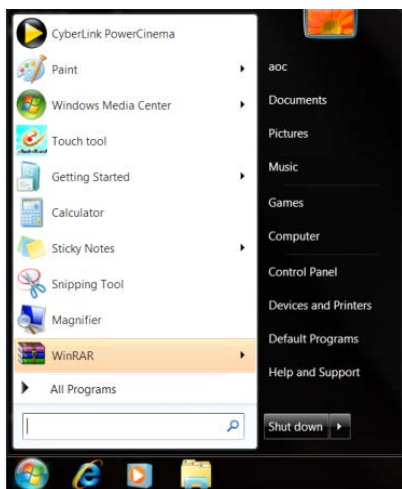 CyberLink PowerCinema
Paint
Windows Media Center
Touch tool
Getting Started
Calculator
Sticky Notes
Snipping Tool
Magnifier
WinRAR
All Programs
aoc
Documents
Pictures
Music
Games
Computer
Control Panel
Devices and Printers
Default Programs
Help and Support
Shut down